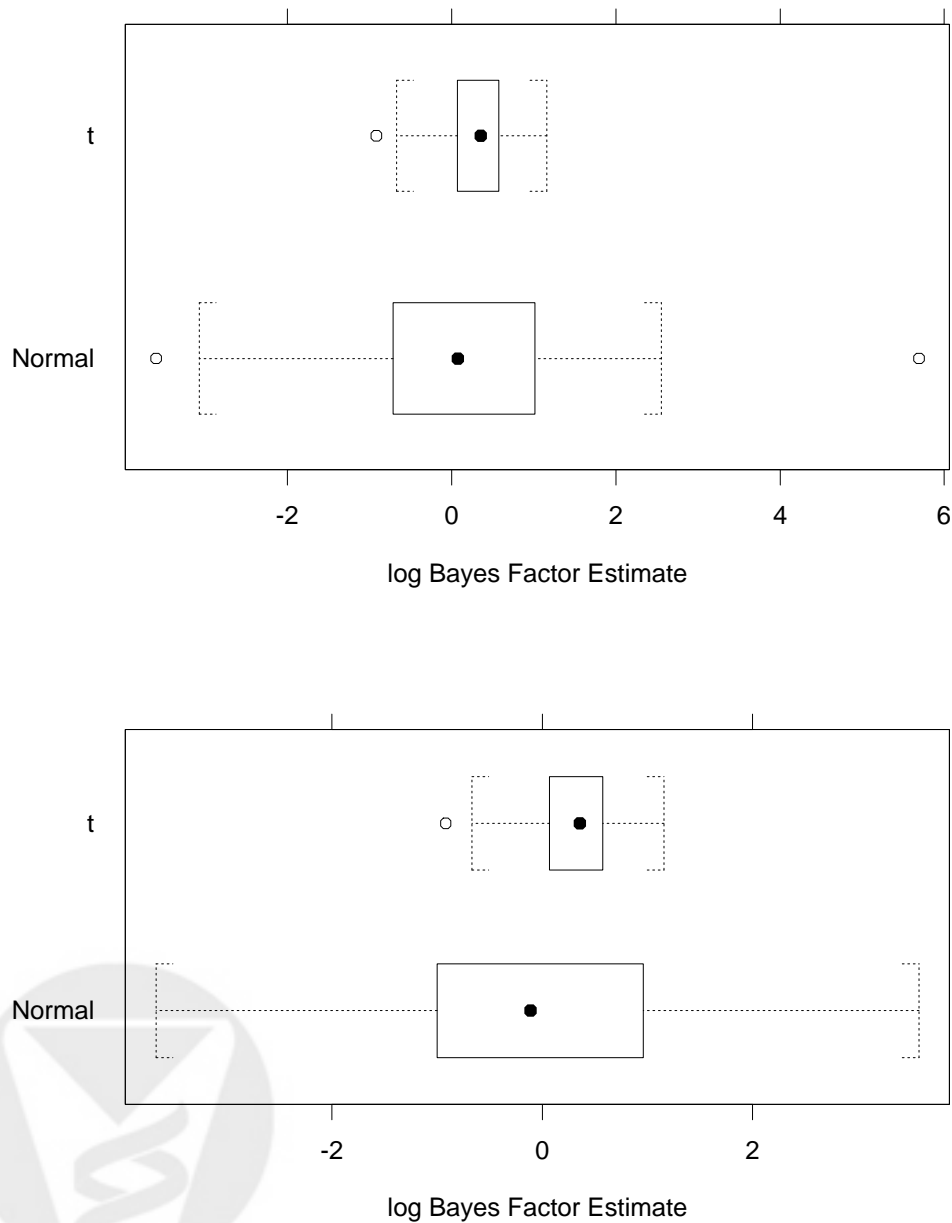 t
Normal
-2 0 2 4 6
log Bayes Factor Estimate
t
Normal
-2 0 2
log Bayes Factor Estimate